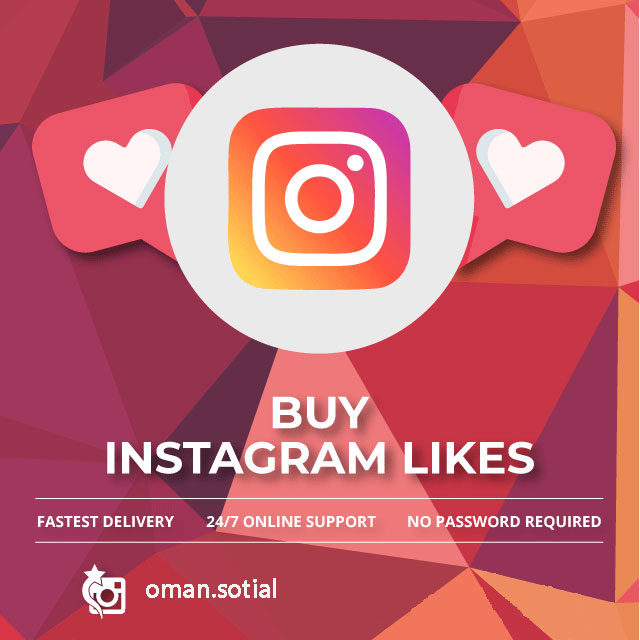 BUY
INSTAGRAM LIKES
FASTEST DELIVERY 24/7 ONLINE SUPPORT NO PASSWORD REQUIRED
oman.sotial